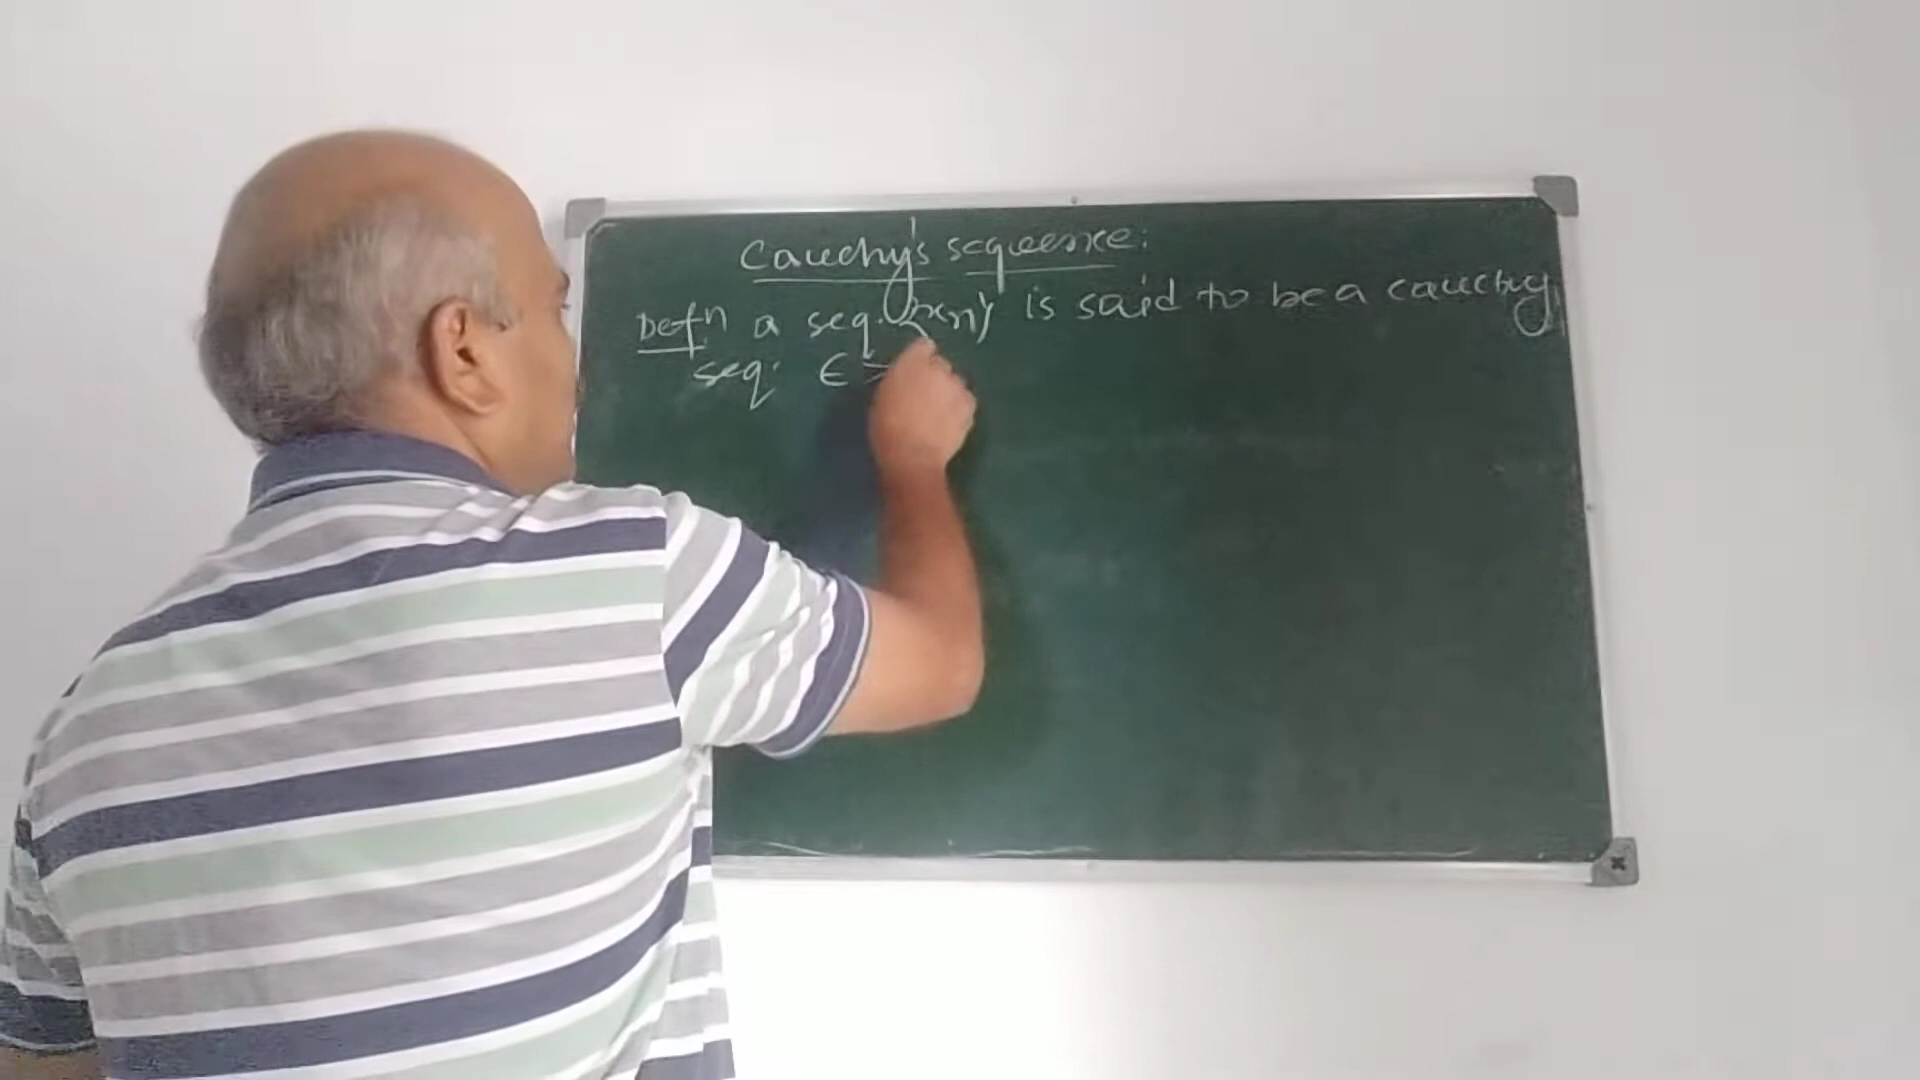 Cauchy's sequence:
Defn a seq. {xn} is said to be a cauchy
seq. ∈ >